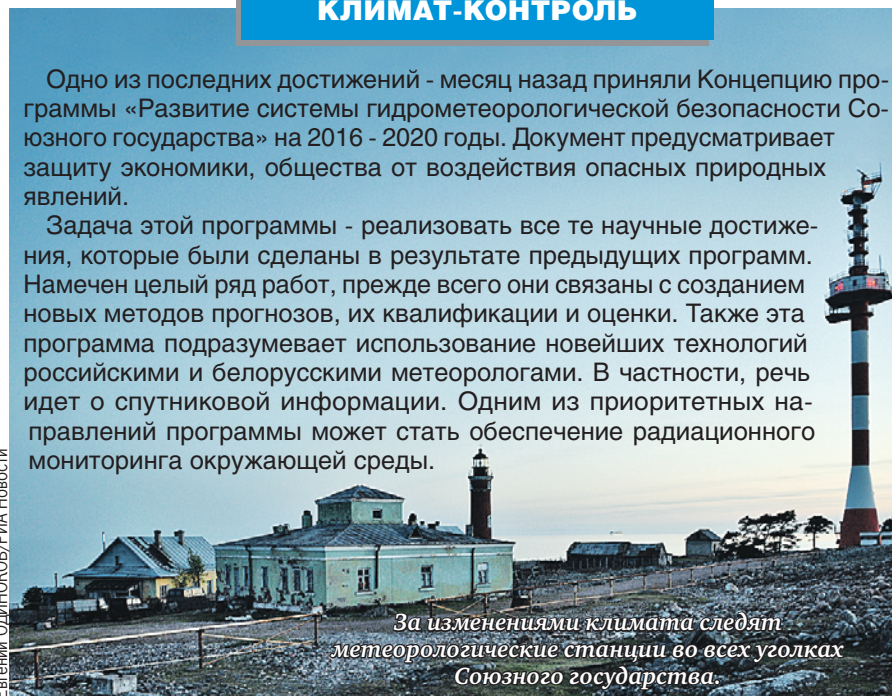 КЛИМАТ-КОНТРОЛЬ
Одно из последних достижений - месяц назад приняли Концепцию про-
граммы «Развитие системы гидрометеорологической безопасности Со-
юзного государства» на 2016 - 2020 годы. Документ предусматривает
защиту экономики, общества от воздействия опасных природных
явлений.
Задача этой программы - реализовать все те научные достиже-
ния, которые были сделаны в результате предыдущих программ.
Намечен целый ряд работ, прежде всего они связаны с созданием
новых методов прогнозов, их квалификации и оценки. Также эта
программа подразумевает использование новейших технологий
российскими и белорусскими метеорологами. В частности, речь
идет о спутниковой информации. Одним из приоритетных на-
правлений программы может стать обеспечение радиационного
мониторинга окружающей среды.
Евгений ОДИНОКОВ/РИА Новости
За изменениями климата следят
метеорологические станции во всех уголках
Союзного государства.